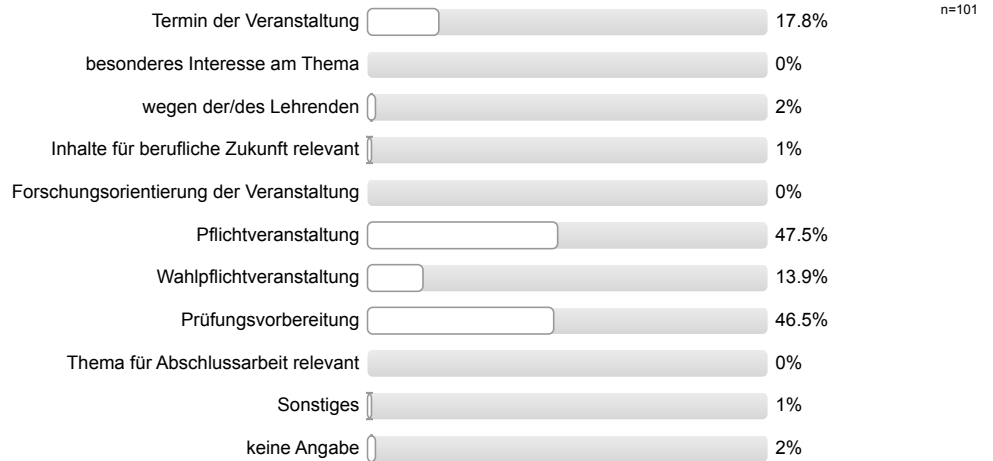 Termin der Veranstaltung 17.8% n=101
besonderes Interesse am Thema 0%
wegen der/des Lehrenden 2%
Inhalte für berufliche Zukunft relevant 1%
Forschungsorientierung der Veranstaltung 0%
Pflichtveranstaltung 47.5%
Wahlpflichtveranstaltung 13.9%
Prüfungsvorbereitung 46.5%
Thema für Abschlussarbeit relevant 0%
Sonstiges 1%
keine Angabe 2%